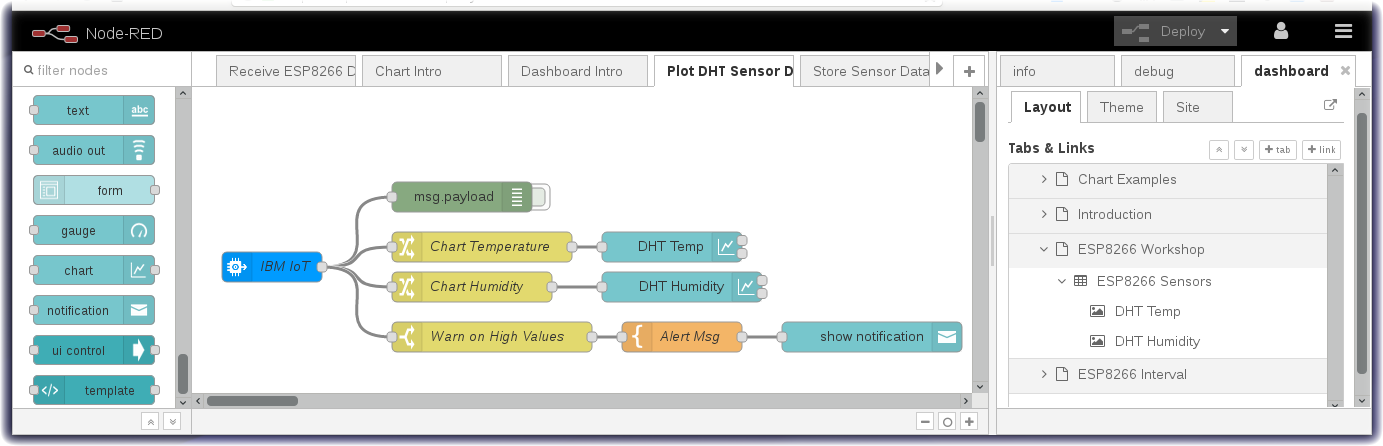 Node-RED
Deploy
filter nodes
Receive ESP8266 D
Chart Intro
Dashboard Intro
Plot DHT Sensor D
Store Sensor Data
info
debug
dashboard
text
abc
audio out
form
gauge
chart
notification
ui control
template
msg.payload
IBM IoT
Chart Temperature
DHT Temp
Chart Humidity
DHT Humidity
Warn on High Values
Alert Msg
show notification
Layout
Theme
Site
Tabs & Links
+ tab
+ link
Chart Examples
Introduction
ESP8266 Workshop
ESP8266 Sensors
DHT Temp
DHT Humidity
ESP8266 Interval